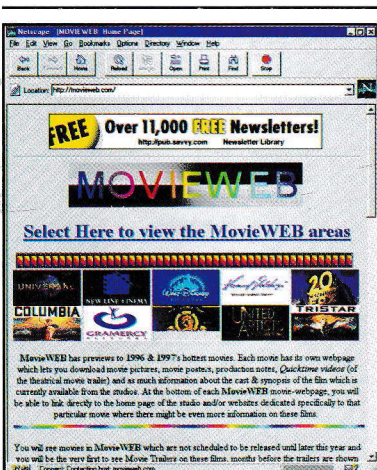 Netscape - [MOVIEWEB Home Page]
File Edit View Go Bookmarks Options Directory Window Help
Back Home Reload Open Print Find Stop
Location: http://movieweb.com/
FREE Over 11,000 FREE Newsletters!
http://pub.savvy.com Newsletter Library
MOVIEWEB
Select Here to view the MovieWEB areas
UNIVERSAL NEW LINE CINEMA Walt Disney 20
COLUMBIA GRAMERCY UNITED ARTISTS TRISTAR
MovieWEB has previews to 1996 & 1997's hottest movies. Each movie has its own webpage
which lets you download movie pictures, movie posters, production notes, Quicktime videos (of
the theatrical movie trailer) and as much information about the cast & synopsis of the film which is
currently available from the studios. At the bottom of each MovieWEB movie-webpage, you will
be able to link directly to the home page of the studio and/or websites dedicated specifically to that
particular movie where there might be even more information on these films.
You will see movies in MovieWEB which are not scheduled to be released until later this year and
you will be the very first to see Movie Trailers on these films, months before the trailers are shown
Connect: Contacting host: movieweb.com